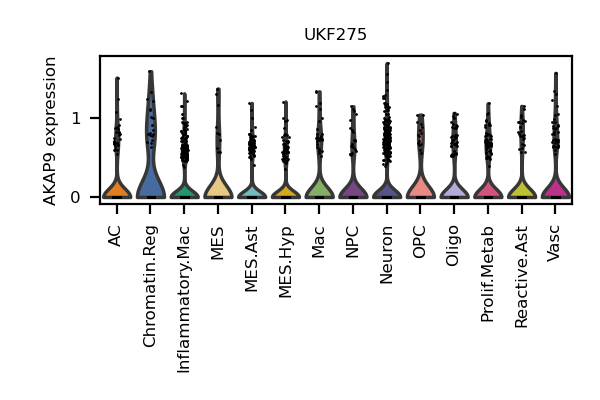 UKF275
AKAP9 expression
1
0
AC
Chromatin.Reg
Inflammatory.Mac
MES
MES.Ast
MES.Hyp
Mac
NPC
Neuron
OPC
Oligo
Prolif.Metab
Reactive.Ast
Vasc